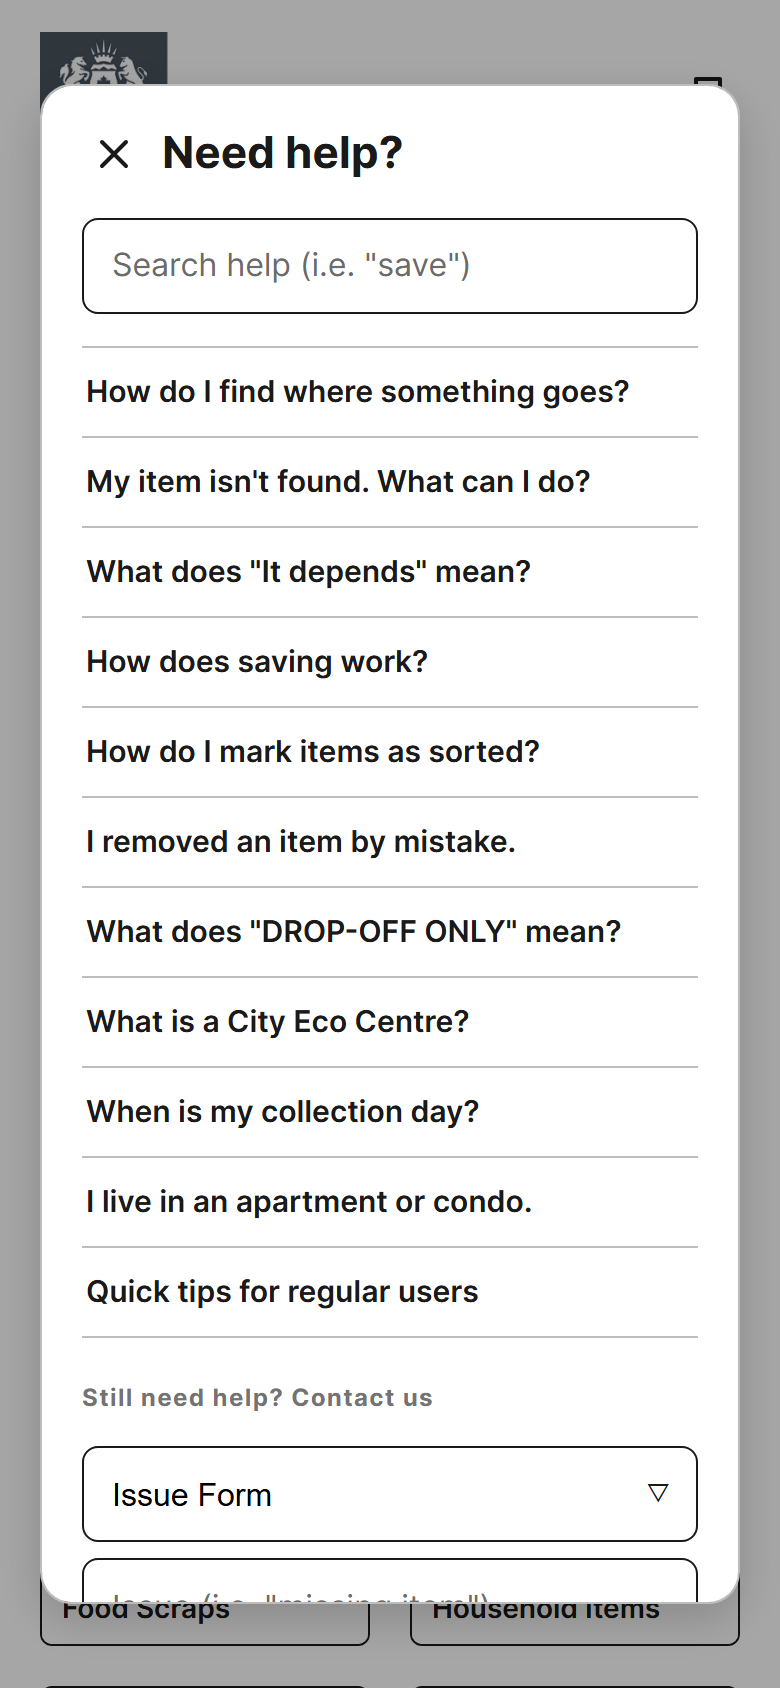 Need help?
Search help (i.e. "save")
How do I find where something goes?
My item isn't found. What can I do?
What does "It depends" mean?
How does saving work?
How do I mark items as sorted?
I removed an item by mistake.
What does "DROP-OFF ONLY" mean?
What is a City Eco Centre?
When is my collection day?
I live in an apartment or condo.
Quick tips for regular users
Still need help? Contact us
Issue Form
Issue (i.e. "missing item")
Food Scraps
Household Items